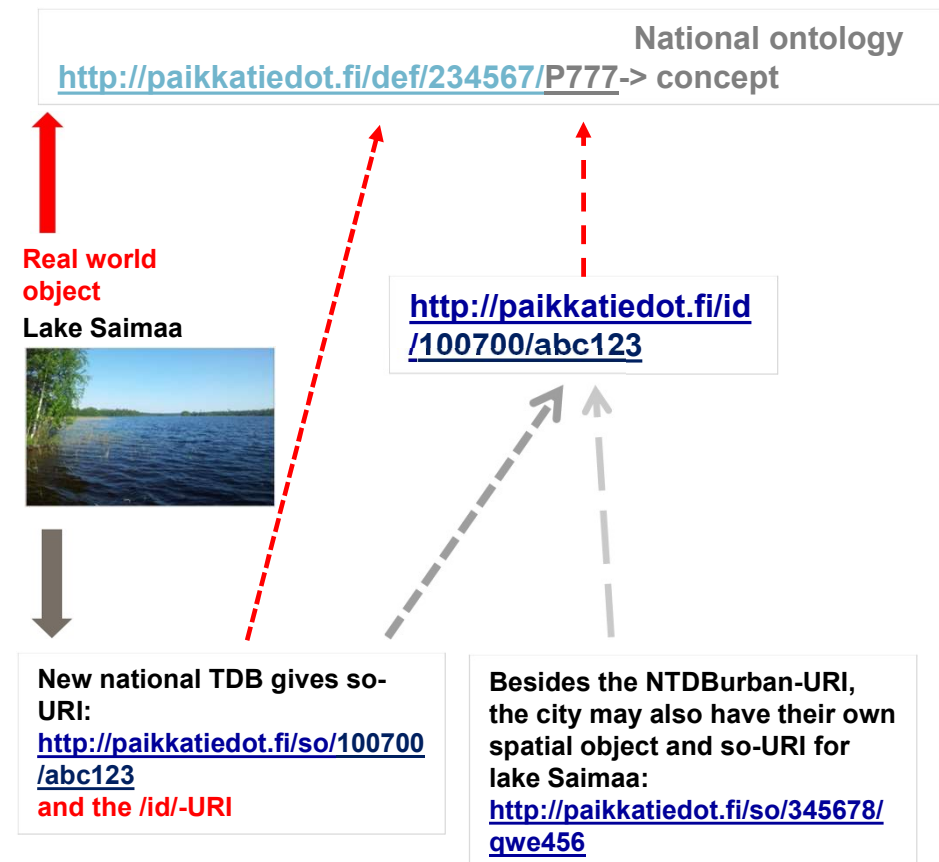 National ontology
http://paikkatiedot.fi/def/234567/P777-> concept
Real world
object
Lake Saimaa
http://paikkatiedot.fi/id
/100700/abc123
New national TDB gives so-
URI:
http://paikkatiedot.fi/so/100700
/abc123
and the /id/-URI
Besides the NTDBurban-URI,
the city may also have their own
spatial object and so-URI for
lake Saimaa:
http://paikkatiedot.fi/so/345678/
qwe456